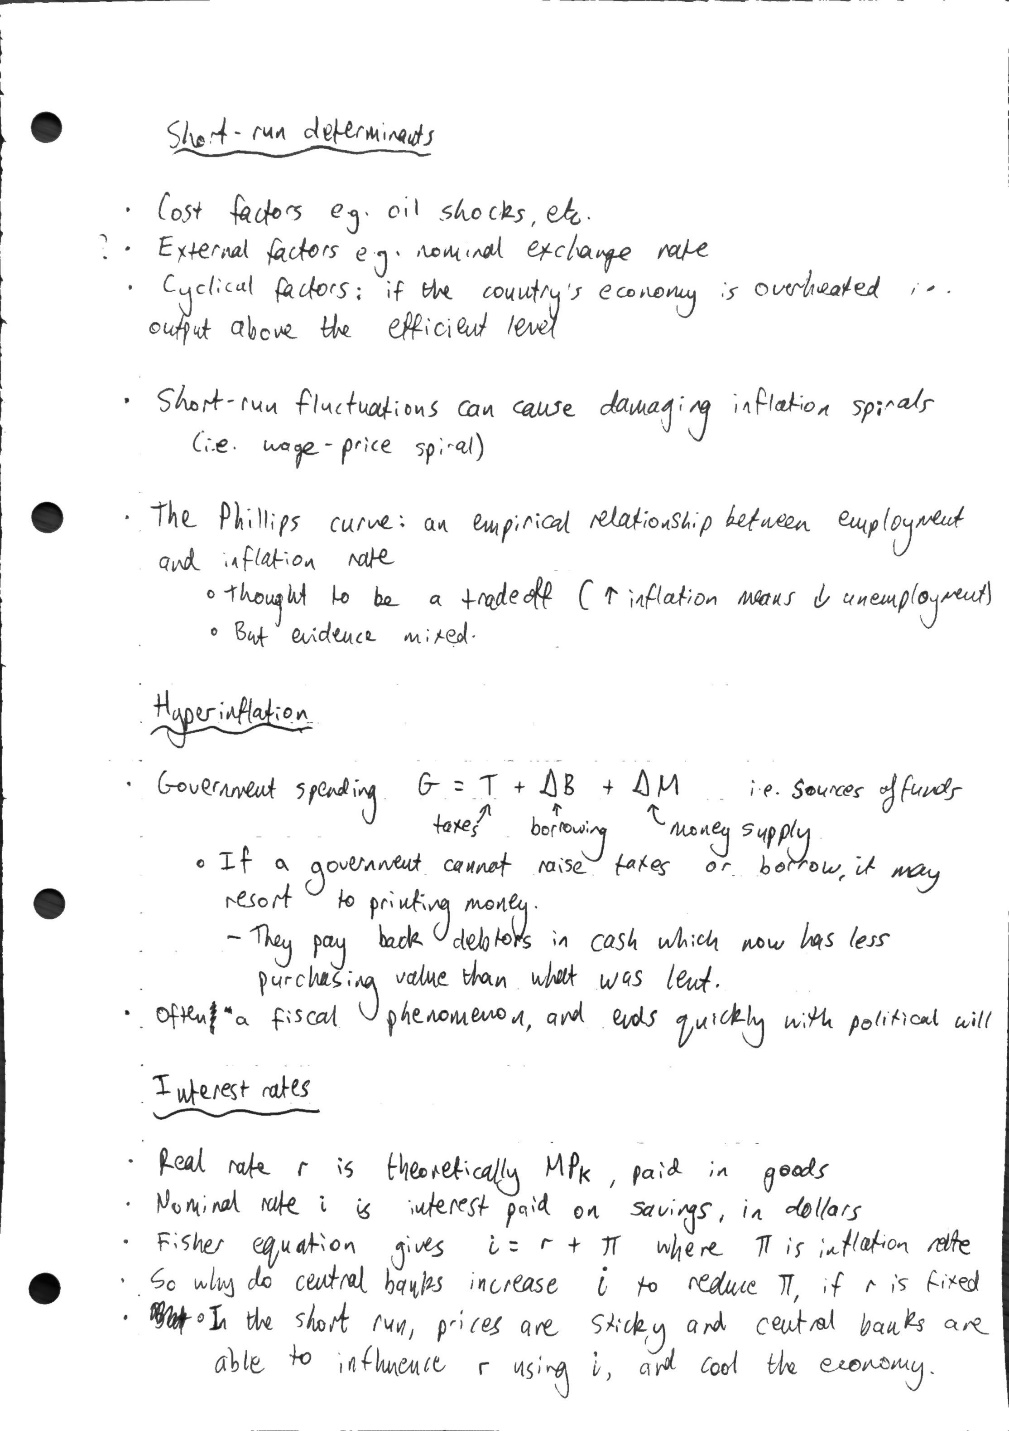 Short-run determinants
· Cost factors eg. oil shocks, etc.
? · External factors e.g. nominal exchange rate
· Cyclical factors: if the country's economy is overheated i.e.
output above the efficient level
· Short-run fluctuations can cause damaging inflation spirals
(i.e. wage-price spiral)
· The Phillips curve: an empirical relationship between employment
and inflation rate
∘ thought to be a tradeoff (↑ inflation means ↓ unemployment)
∘ But evidence mixed.
Hyperinflation
· Government spending G = T + ΔB + ΔM i.e. sources of funds
taxes borrowing money supply
∘ If a government cannot raise taxes or borrow, it may
resort to printing money.
- They pay back debtors in cash which now has less
purchasing value than what was lent.
· Often a fiscal phenomenon, and ends quickly with political will
Interest rates
· Real rate r is theoretically MPK, paid in goods
· Nominal rate i is interest paid on savings, in dollars
· Fisher equation gives i = r + π where π is inflation rate
· So why do central banks increase i to reduce π, if r is fixed
· ∘ In the short run, prices are sticky and central banks are
able to influence r using i, and cool the economy.